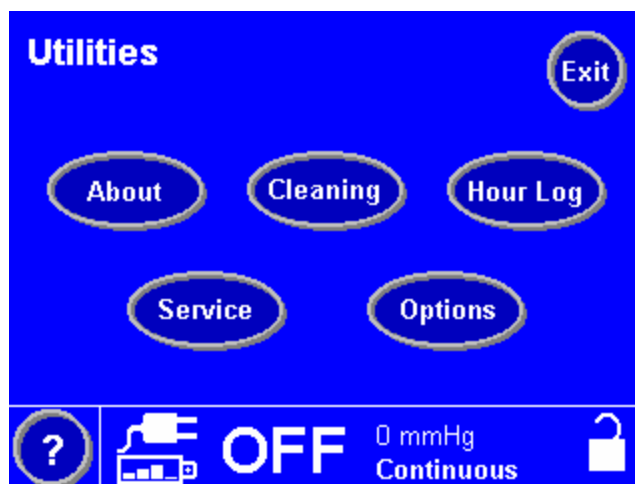 Utilities
Exit
About
Cleaning
Hour Log
Service
Options
?
OFF
0 mmHg
Continuous